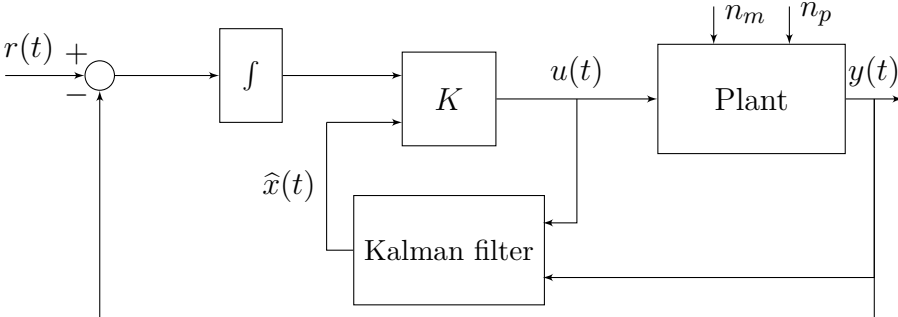 n_m n_p
r(t) + ∫ K u(t) Plant y(t)
−
x̂(t)
Kalman filter